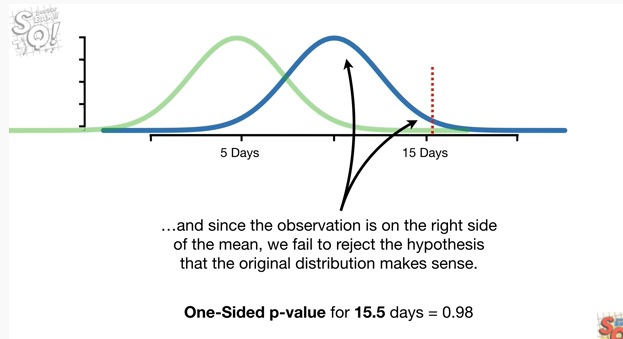 SQ!
5 Days
15 Days
…and since the observation is on the right side
of the mean, we fail to reject the hypothesis
that the original distribution makes sense.
One-Sided p-value for 15.5 days = 0.98